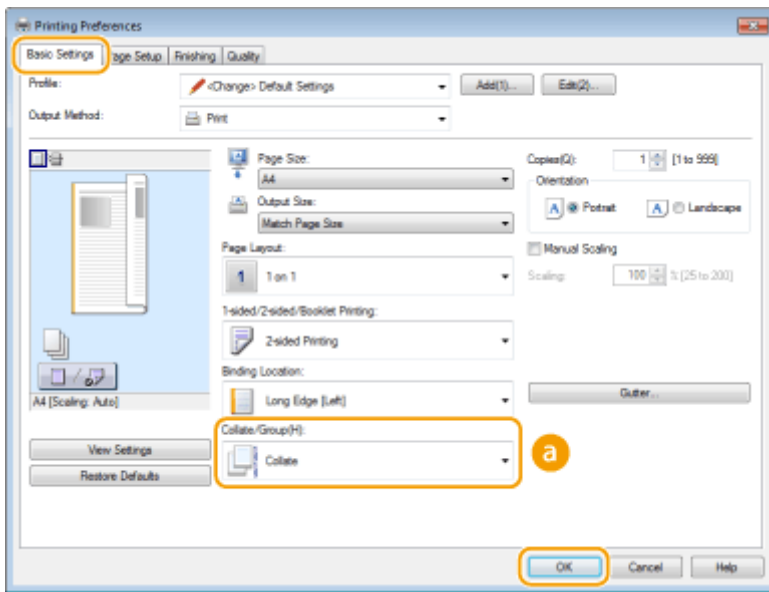 Printing Preferences
Basic Settings Page Setup Finishing Quality
Profile: <Change> Default Settings Add(1)... Edit(2)...
Output Method: Print
Page Size:
A4
Output Size:
Match Page Size
Copies(Q): 1 [1 to 999]
Orientation
A Portrait A Landscape
Page Layout:
1 1 on 1
Manual Scaling
Scaling: 100 % [25 to 200]
1-sided/2-sided/Booklet Printing:
2-sided Printing
Binding Location:
Long Edge [Left]
Gutter...
A4 [Scaling: Auto]
Collate/Group(H):
Collate
a
View Settings
Restore Defaults
OK Cancel Help